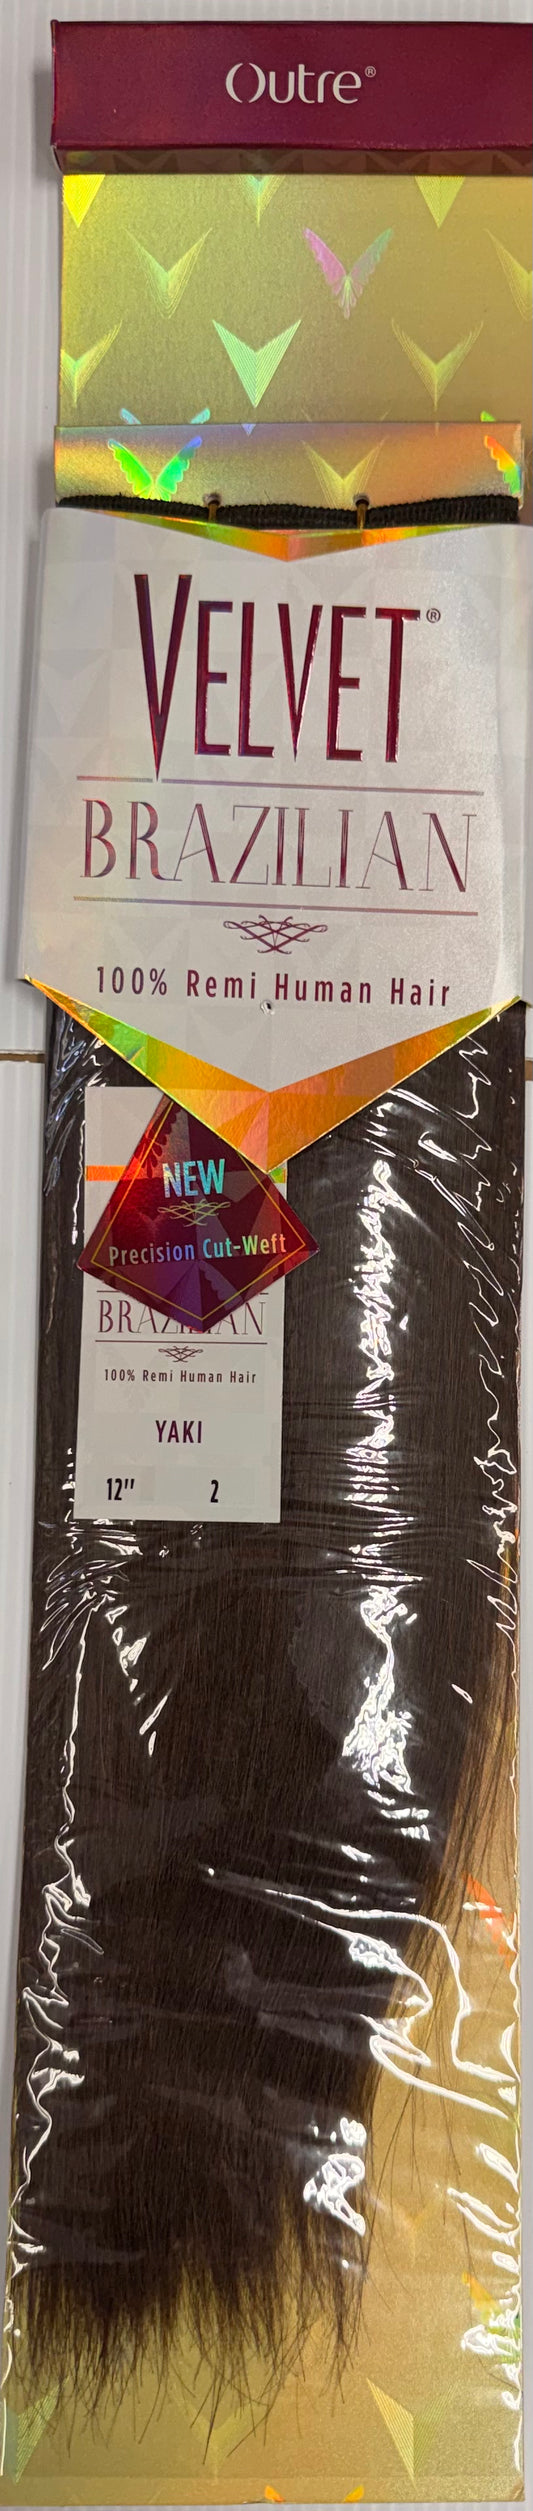 Outre®
VELVET®
BRAZILIAN
100% Remi Human Hair
NEW
Precision Cut-Weft
BRAZILIAN
100% Remi Human Hair
YAKI
12" 2